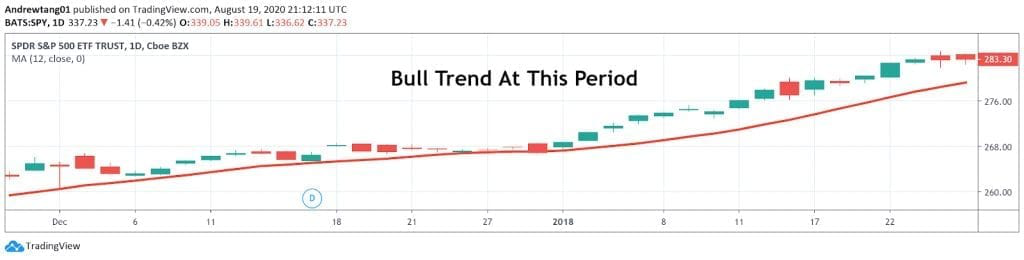 Andrewtang01 published on TradingView.com, August 19, 2020 21:12:11 UTC
BATS:SPY, 1D 337.23 ▼ −1.41 (−0.42%) O:339.05 H:339.61 L:336.62 C:337.23
SPDR S&P 500 ETF TRUST, 1D, Cboe BZX
MA (12, close, 0)
Bull Trend At This Period
283.30
276.00
268.00
260.00
D
Dec 6 11 18 21 27 2018 8 11 17 22
TradingView